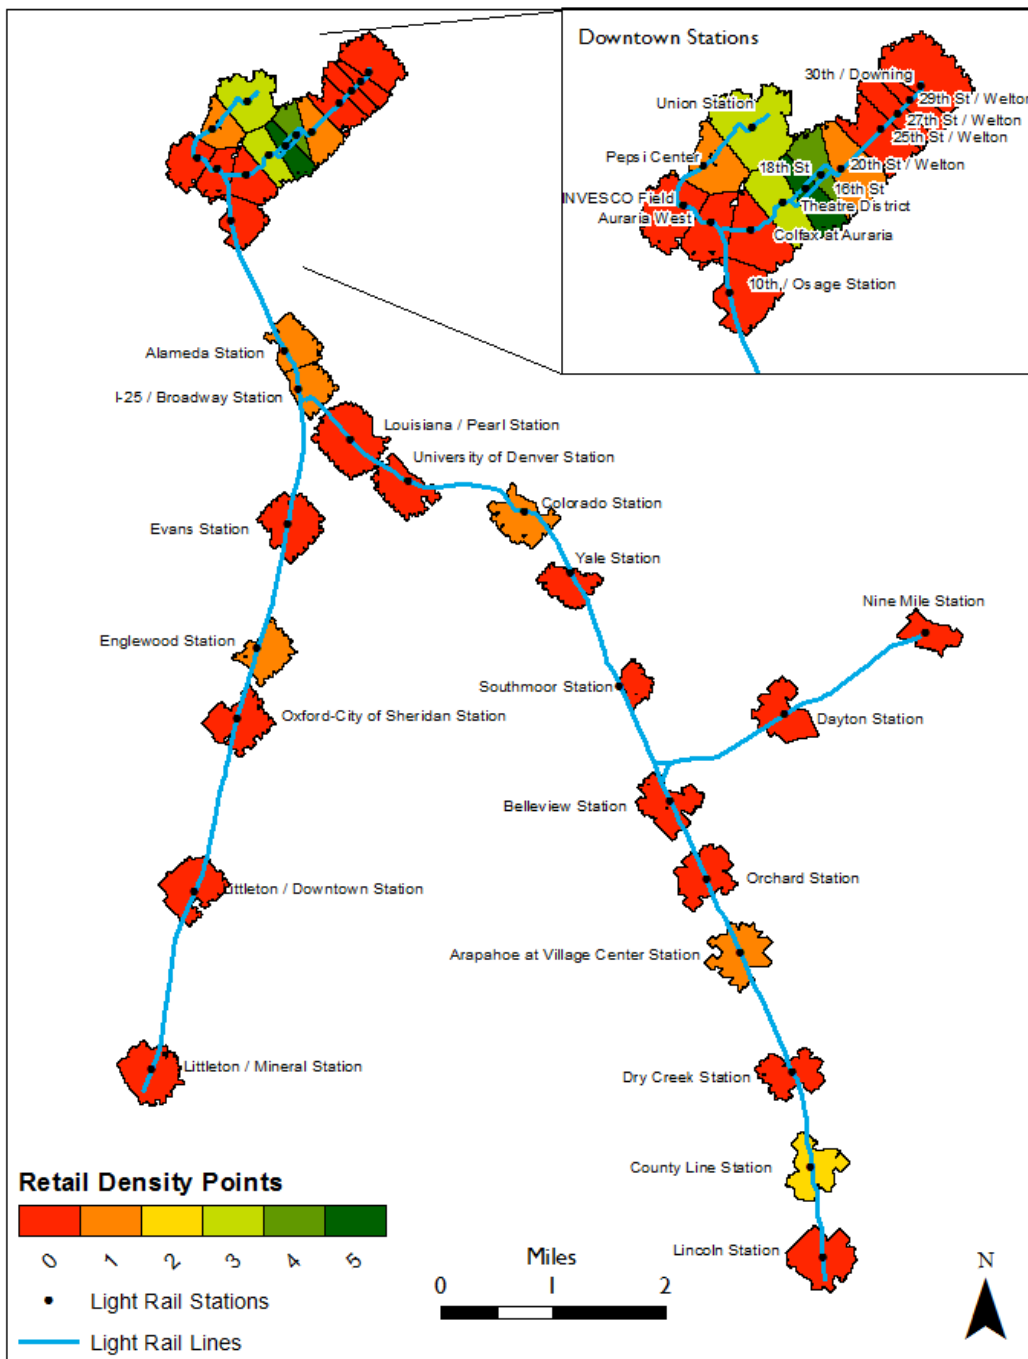 Downtown Stations
30th / Downing
29th St / Welton
Union Station
27th St / Welton
25th St / Welton
Pepsi Center
18th St
20th St / Welton
16th St
INVESCO Field
Theatre District
Auraria West
Colfax at Auraria
10th / Osage Station
Alameda Station
I-25 / Broadway Station
Louisiana / Pearl Station
University of Denver Station
Colorado Station
Evans Station
Yale Station
Nine Mile Station
Englewood Station
Southmoor Station
Oxford-City of Sheridan Station
Dayton Station
Belleview Station
Orchard Station
Littleton / Downtown Station
Arapahoe at Village Center Station
Littleton / Mineral Station
Dry Creek Station
County Line Station
Retail Density Points
Lincoln Station
0 1 2 3 4 5
Miles
0 1 2
N
Light Rail Stations
Light Rail Lines